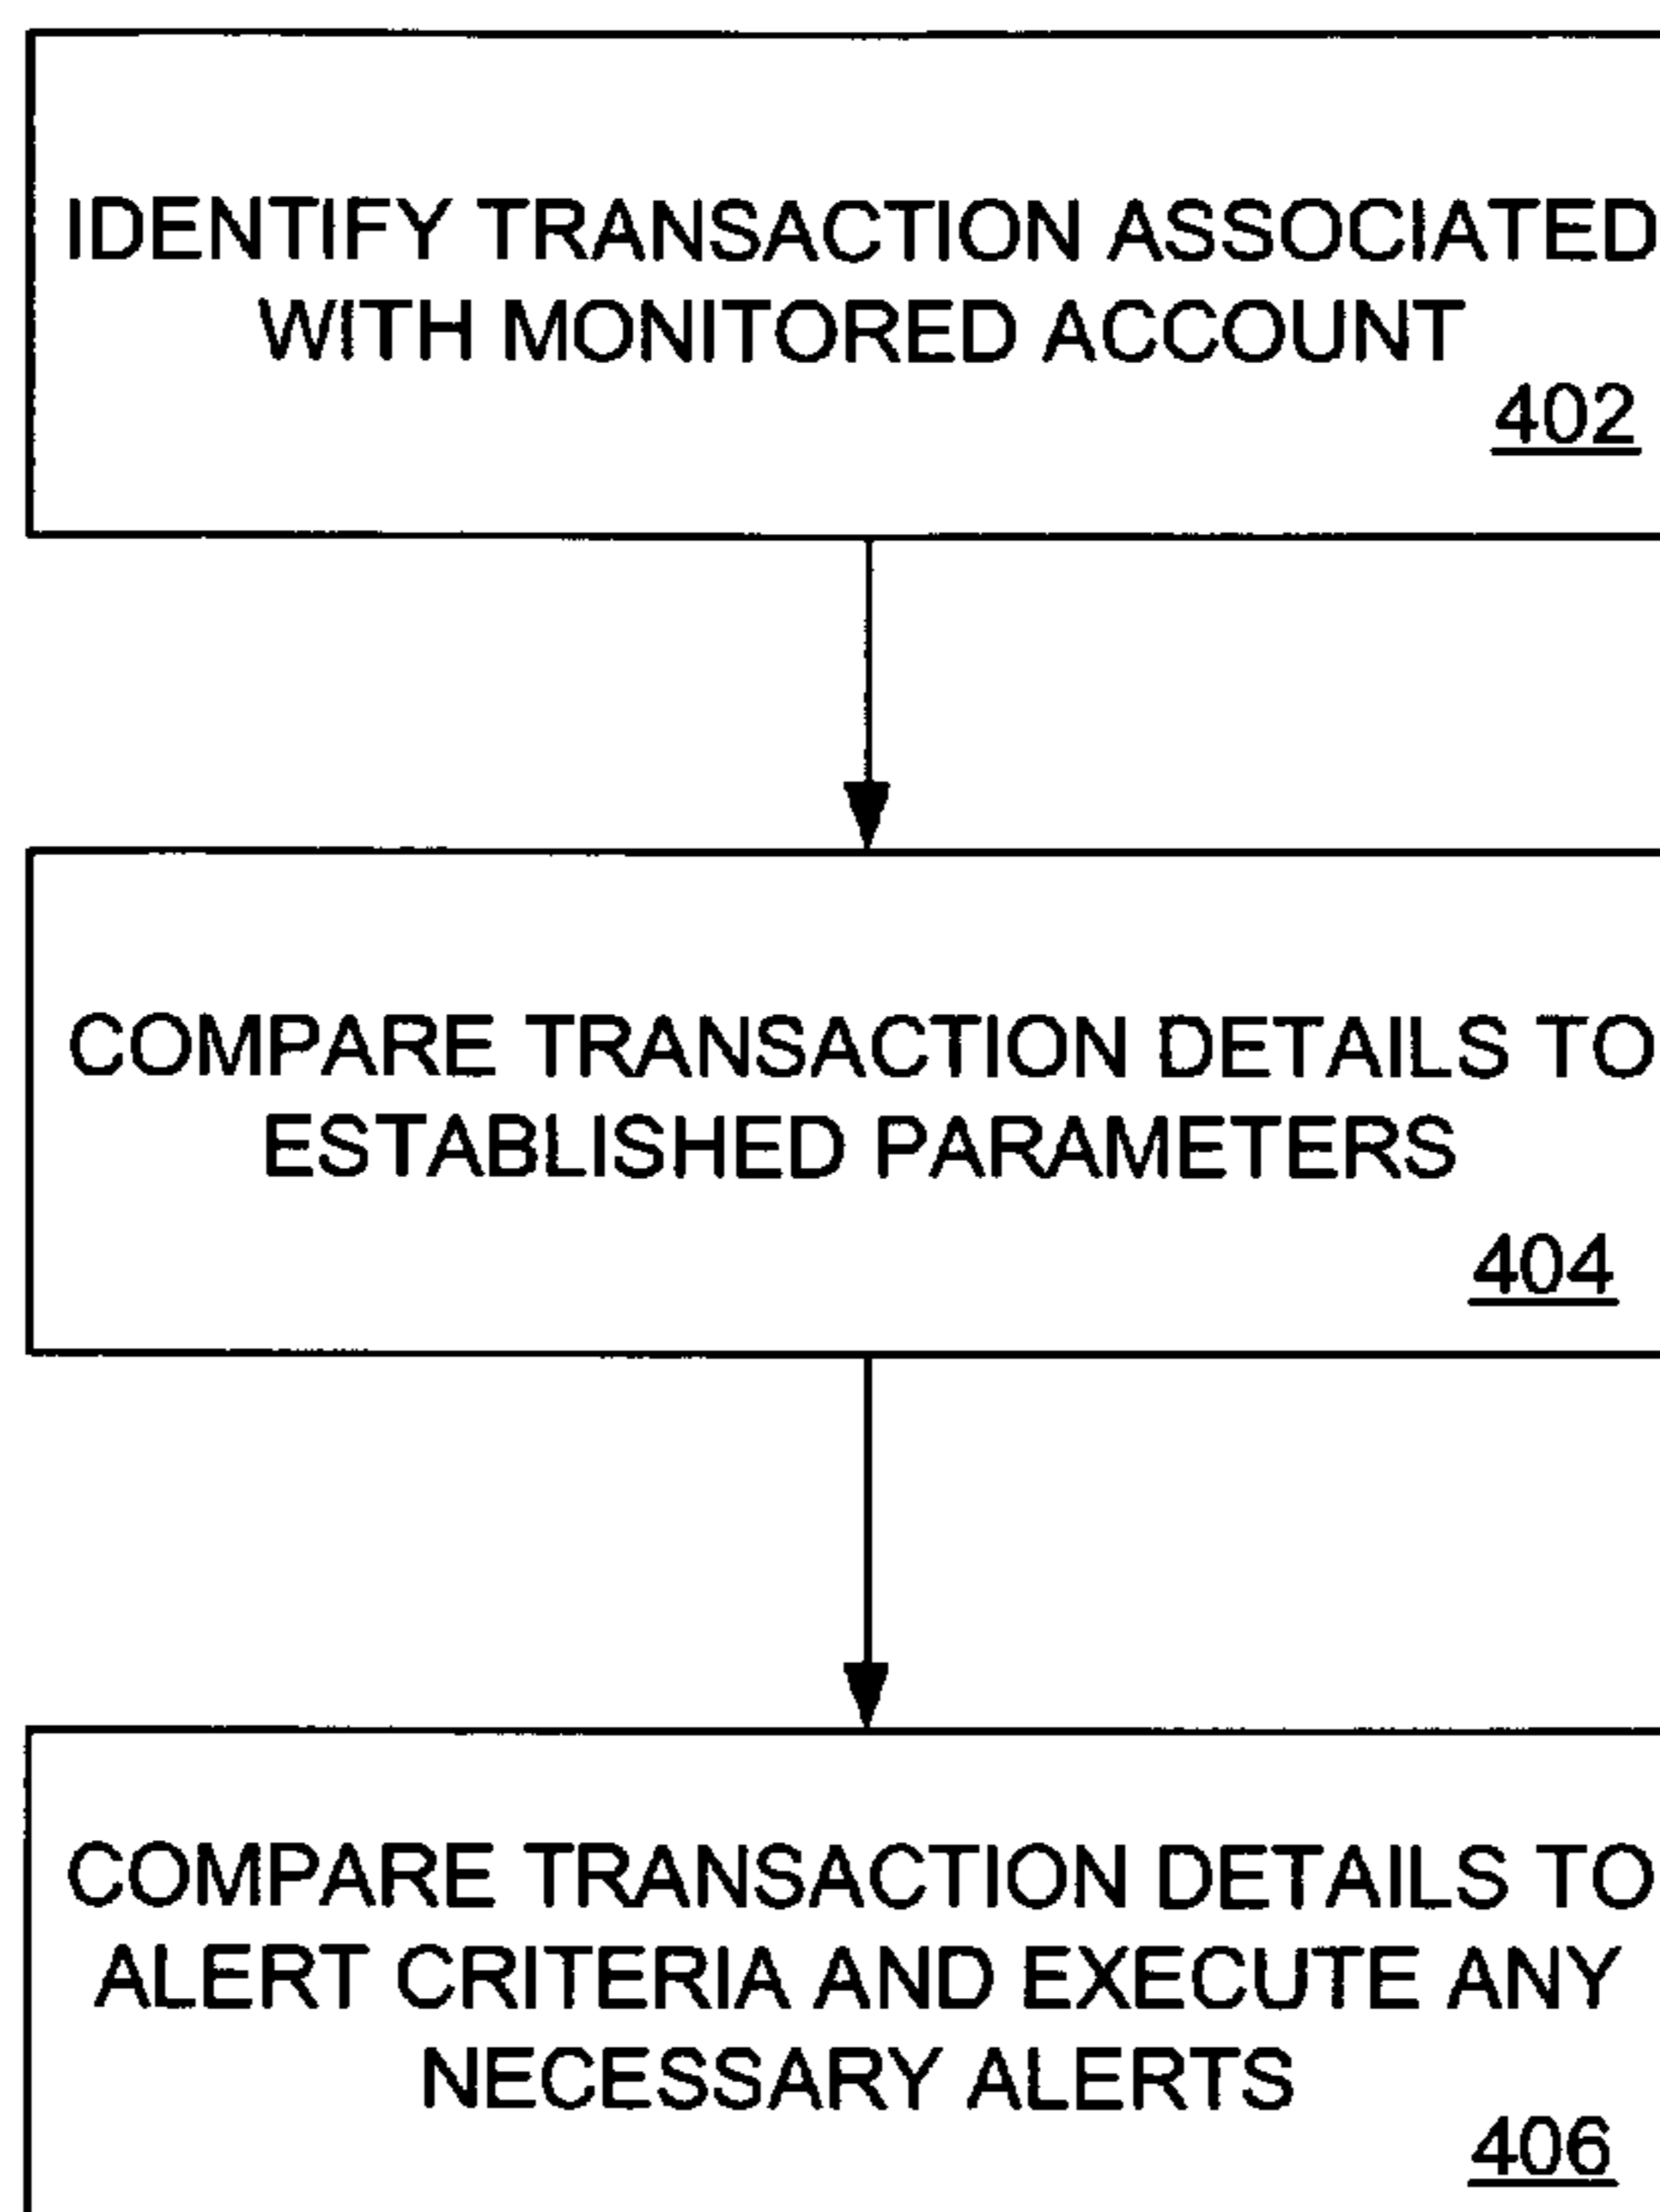 IDENTIFY TRANSACTION ASSOCIATED
WITH MONITORED ACCOUNT
402
COMPARE TRANSACTION DETAILS TO
ESTABLISHED PARAMETERS
404
COMPARE TRANSACTION DETAILS TO
ALERT CRITERIA AND EXECUTE ANY
NECESSARY ALERTS
406